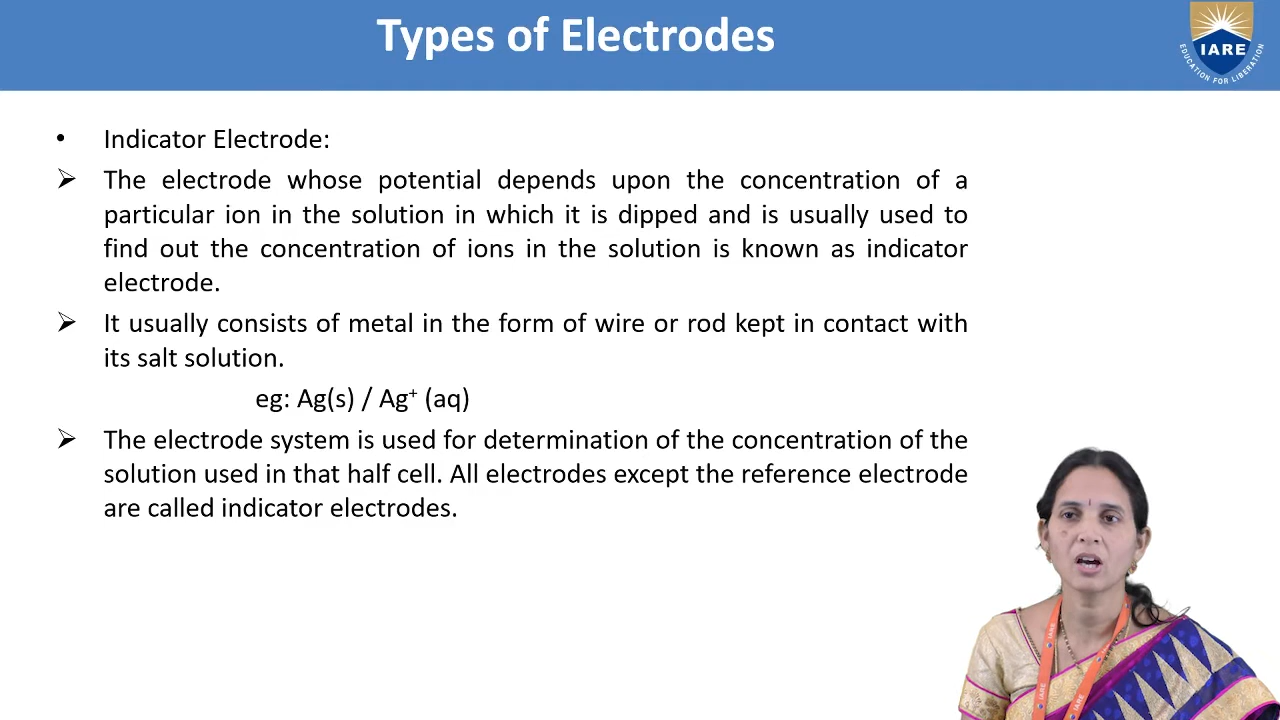 Types of Electrodes
IARE
EDUCATION FOR LIBERATION
• Indicator Electrode:
➢ The electrode whose potential depends upon the concentration of a
particular ion in the solution in which it is dipped and is usually used to
find out the concentration of ions in the solution is known as indicator
electrode.
➢ It usually consists of metal in the form of wire or rod kept in contact with
its salt solution.
eg: Ag(s) / Ag⁺ (aq)
➢ The electrode system is used for determination of the concentration of the
solution used in that half cell. All electrodes except the reference electrode
are called indicator electrodes.
IARE
IARE